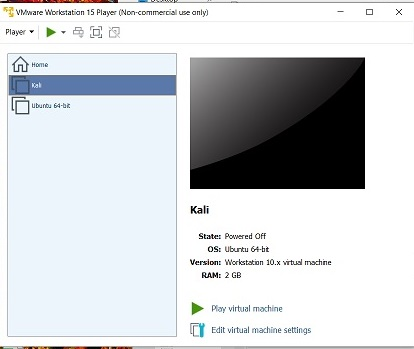 Desktop
VMware Workstation 15 Player (Non-commercial use only)
Player
Home
Kali
Ubuntu 64-bit
Kali
State: Powered Off
OS: Ubuntu 64-bit
Version: Workstation 10.x virtual machine
RAM: 2 GB
Play virtual machine
Edit virtual machine settings